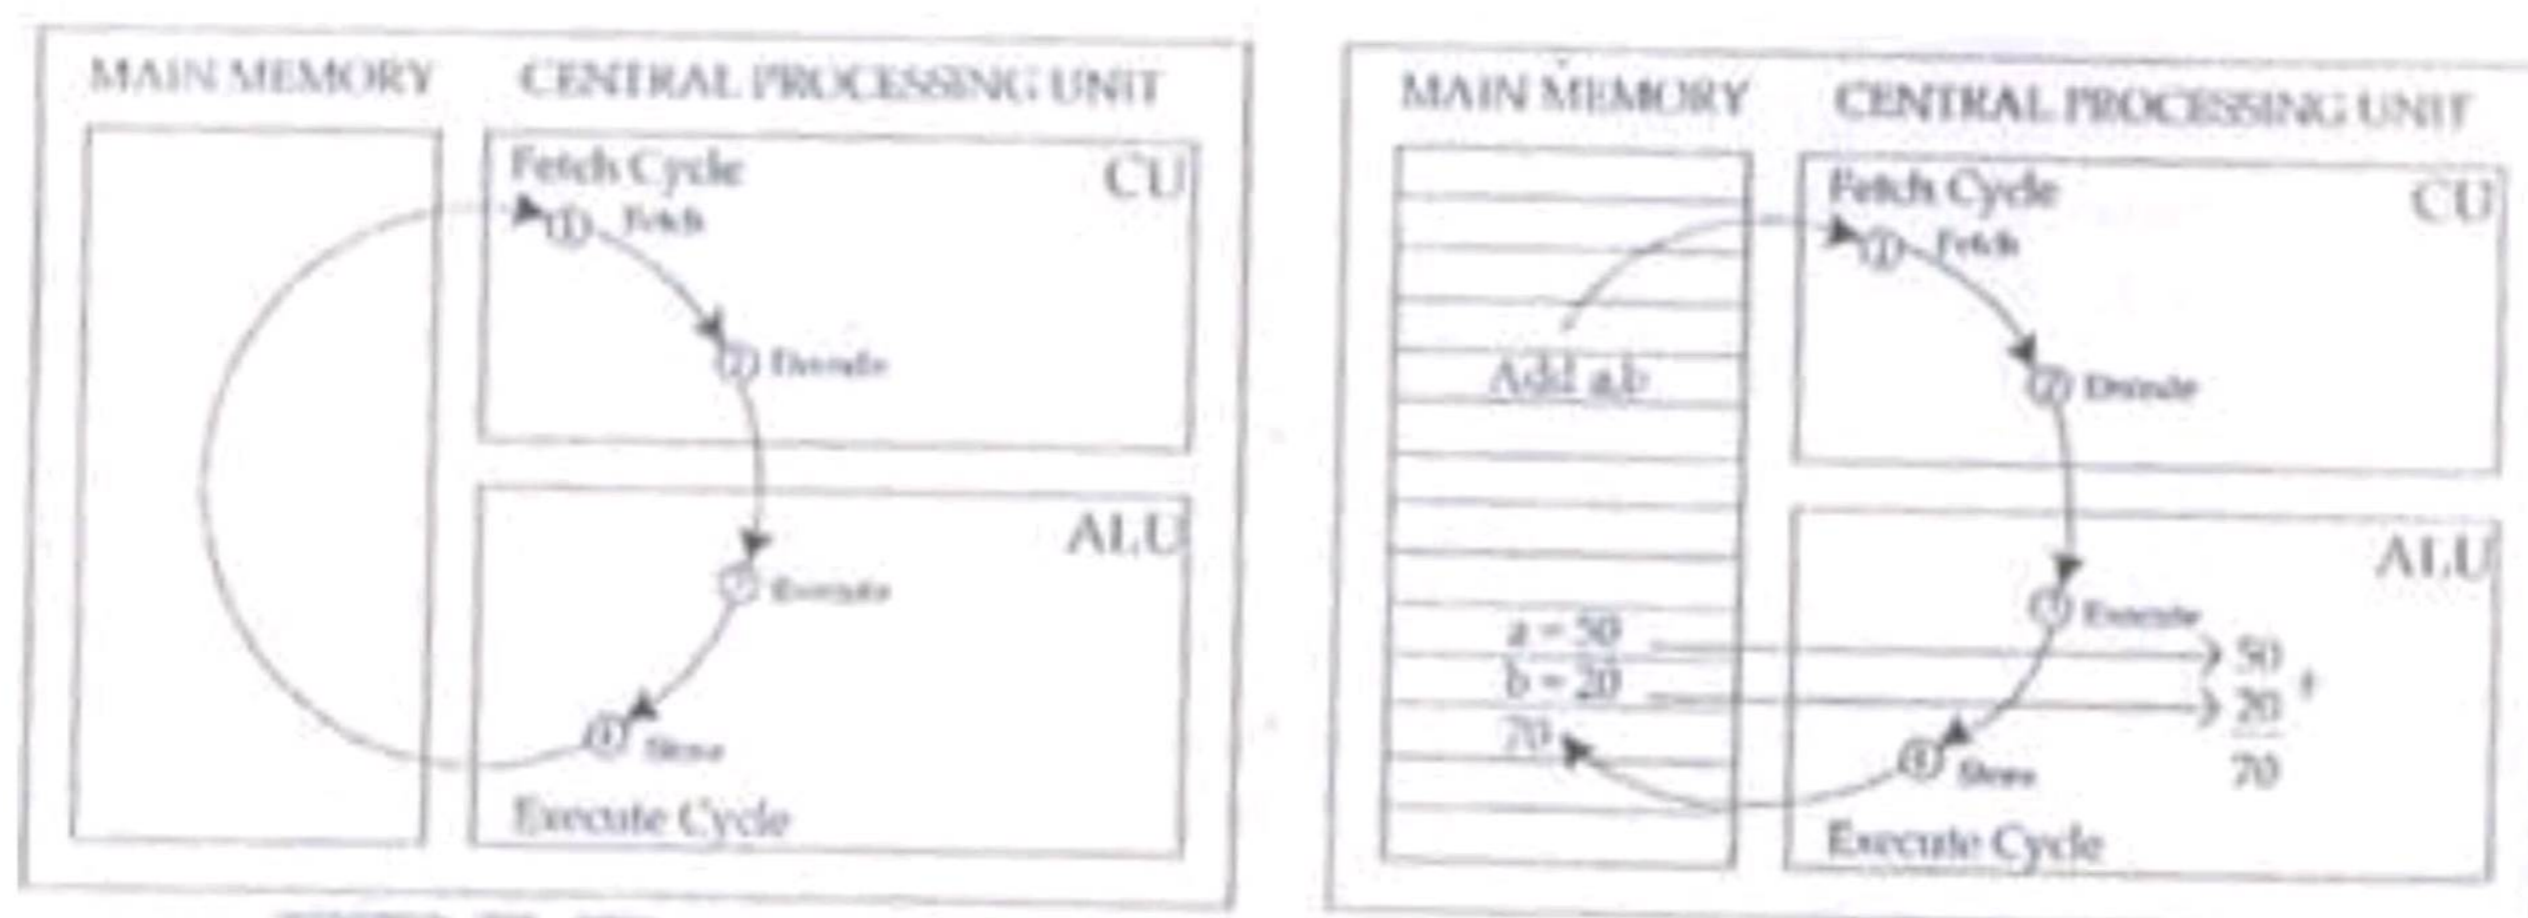 MAIN MEMORY
CENTRAL PROCESSING UNIT
Fetch Cycle
CU
① Fetch
② Decode
ALU
③ Execute
④ Store
Execute Cycle
MAIN MEMORY
CENTRAL PROCESSING UNIT
Fetch Cycle
CU
① Fetch
② Decode
Add a,b
ALU
③ Execute
a = 50
50
b = 20
20 +
70
④ Store
70
Execute Cycle